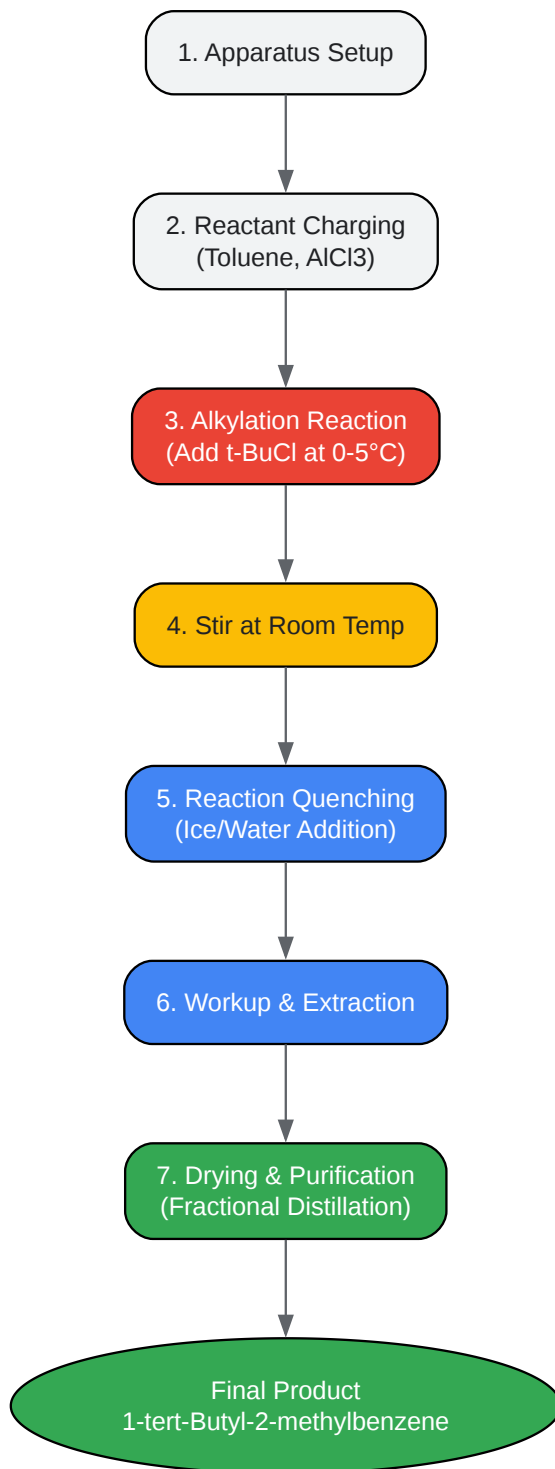 1. Apparatus Setup
2. Reactant Charging
(Toluene, AlCl3)
3. Alkylation Reaction
(Add t-BuCl at 0-5°C)
4. Stir at Room Temp
5. Reaction Quenching
(Ice/Water Addition)
6. Workup & Extraction
7. Drying & Purification
(Fractional Distillation)
Final Product
1-tert-Butyl-2-methylbenzene